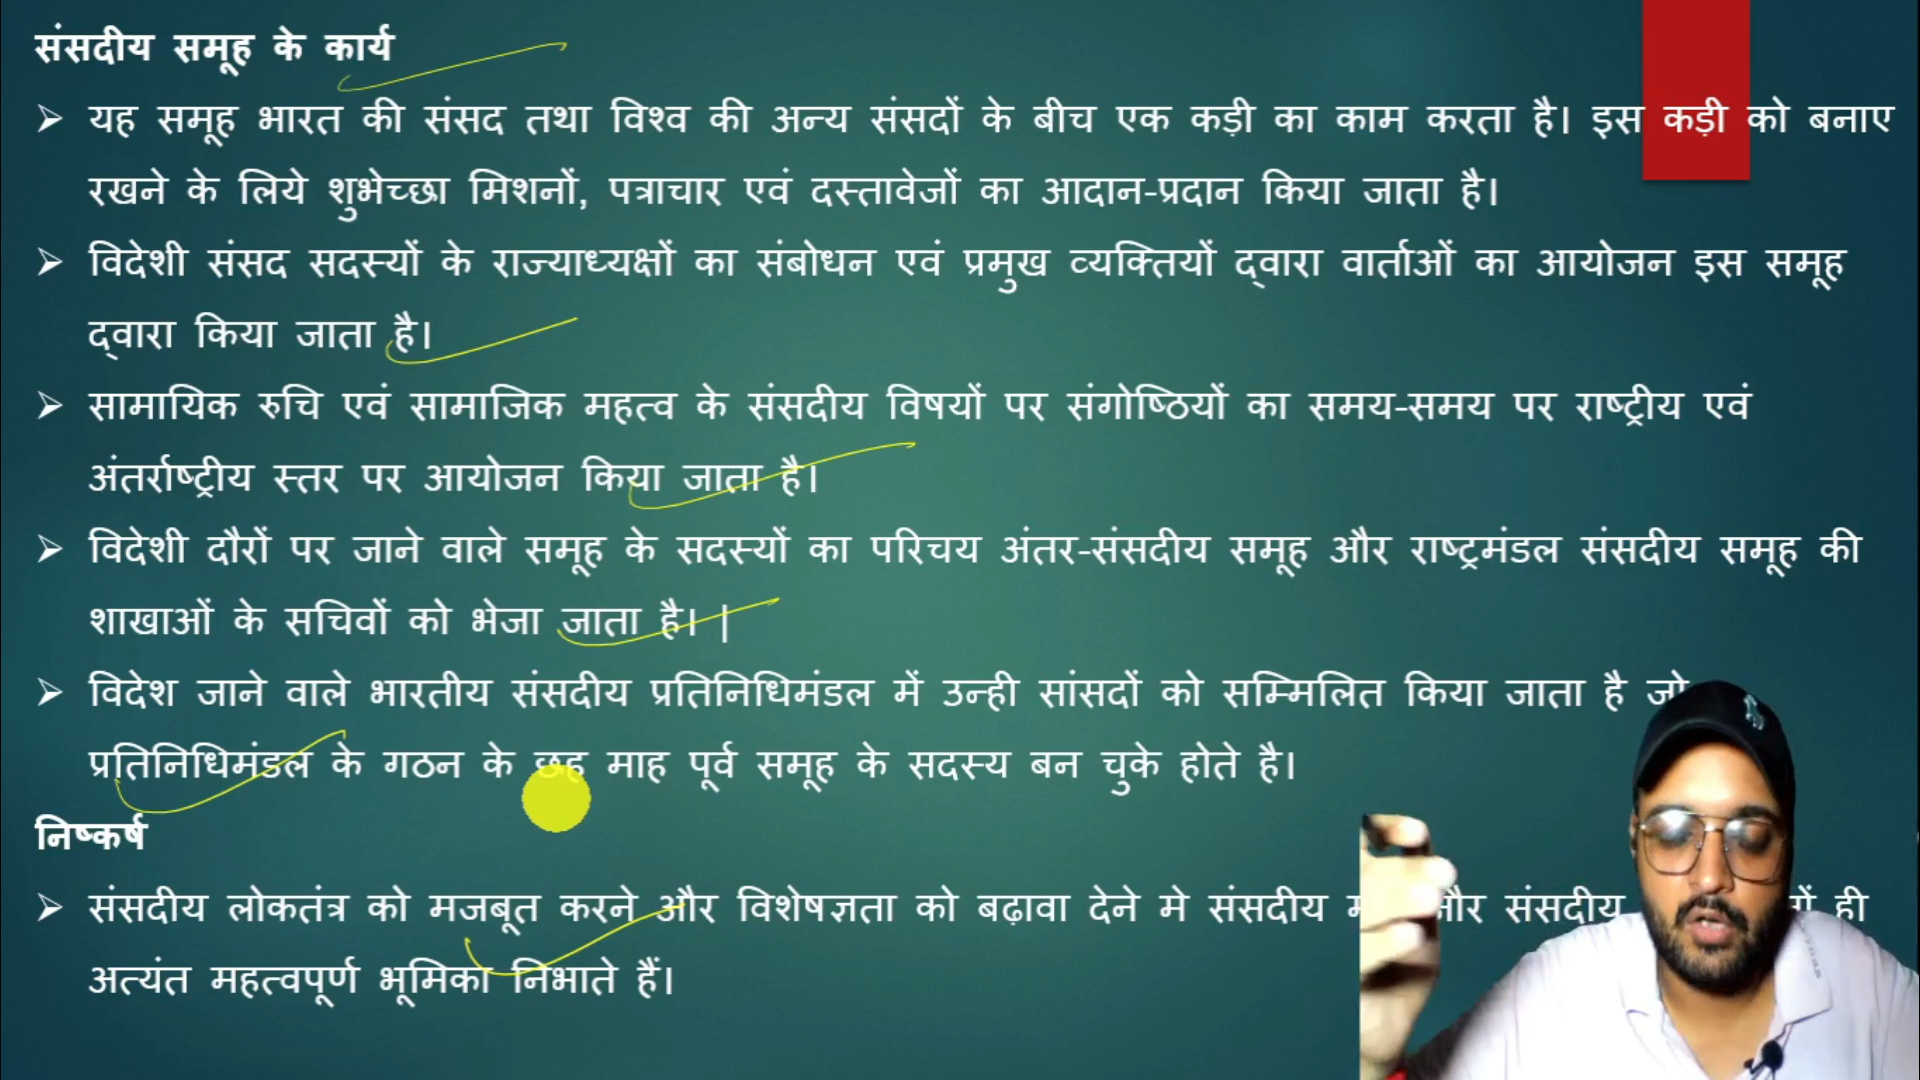 संसदीय समूह के कार्य
➢ यह समूह भारत की संसद तथा विश्व की अन्य संसदों के बीच एक कड़ी का काम करता है। इस कड़ी को बनाए
रखने के लिये शुभेच्छा मिशनों, पत्राचार एवं दस्तावेजों का आदान-प्रदान किया जाता है।
➢ विदेशी संसद सदस्यों के राज्याध्यक्षों का संबोधन एवं प्रमुख व्यक्तियों द्वारा वार्ताओं का आयोजन इस समूह
द्वारा किया जाता है।
➢ सामायिक रुचि एवं सामाजिक महत्व के संसदीय विषयों पर संगोष्ठियों का समय-समय पर राष्ट्रीय एवं
अंतर्राष्ट्रीय स्तर पर आयोजन किया जाता है।
➢ विदेशी दौरों पर जाने वाले समूह के सदस्यों का परिचय अंतर-संसदीय समूह और राष्ट्रमंडल संसदीय समूह की
शाखाओं के सचिवों को भेजा जाता है। |
➢ विदेश जाने वाले भारतीय संसदीय प्रतिनिधिमंडल में उन्ही सांसदों को सम्मिलित किया जाता है जो
प्रतिनिधिमंडल के गठन के छह माह पूर्व समूह के सदस्य बन चुके होते है।
निष्कर्ष
➢ संसदीय लोकतंत्र को मजबूत करने और विशेषज्ञता को बढ़ावा देने मे संसदीय और संसदीय ही
अत्यंत महत्वपूर्ण भूमिका निभाते हैं।